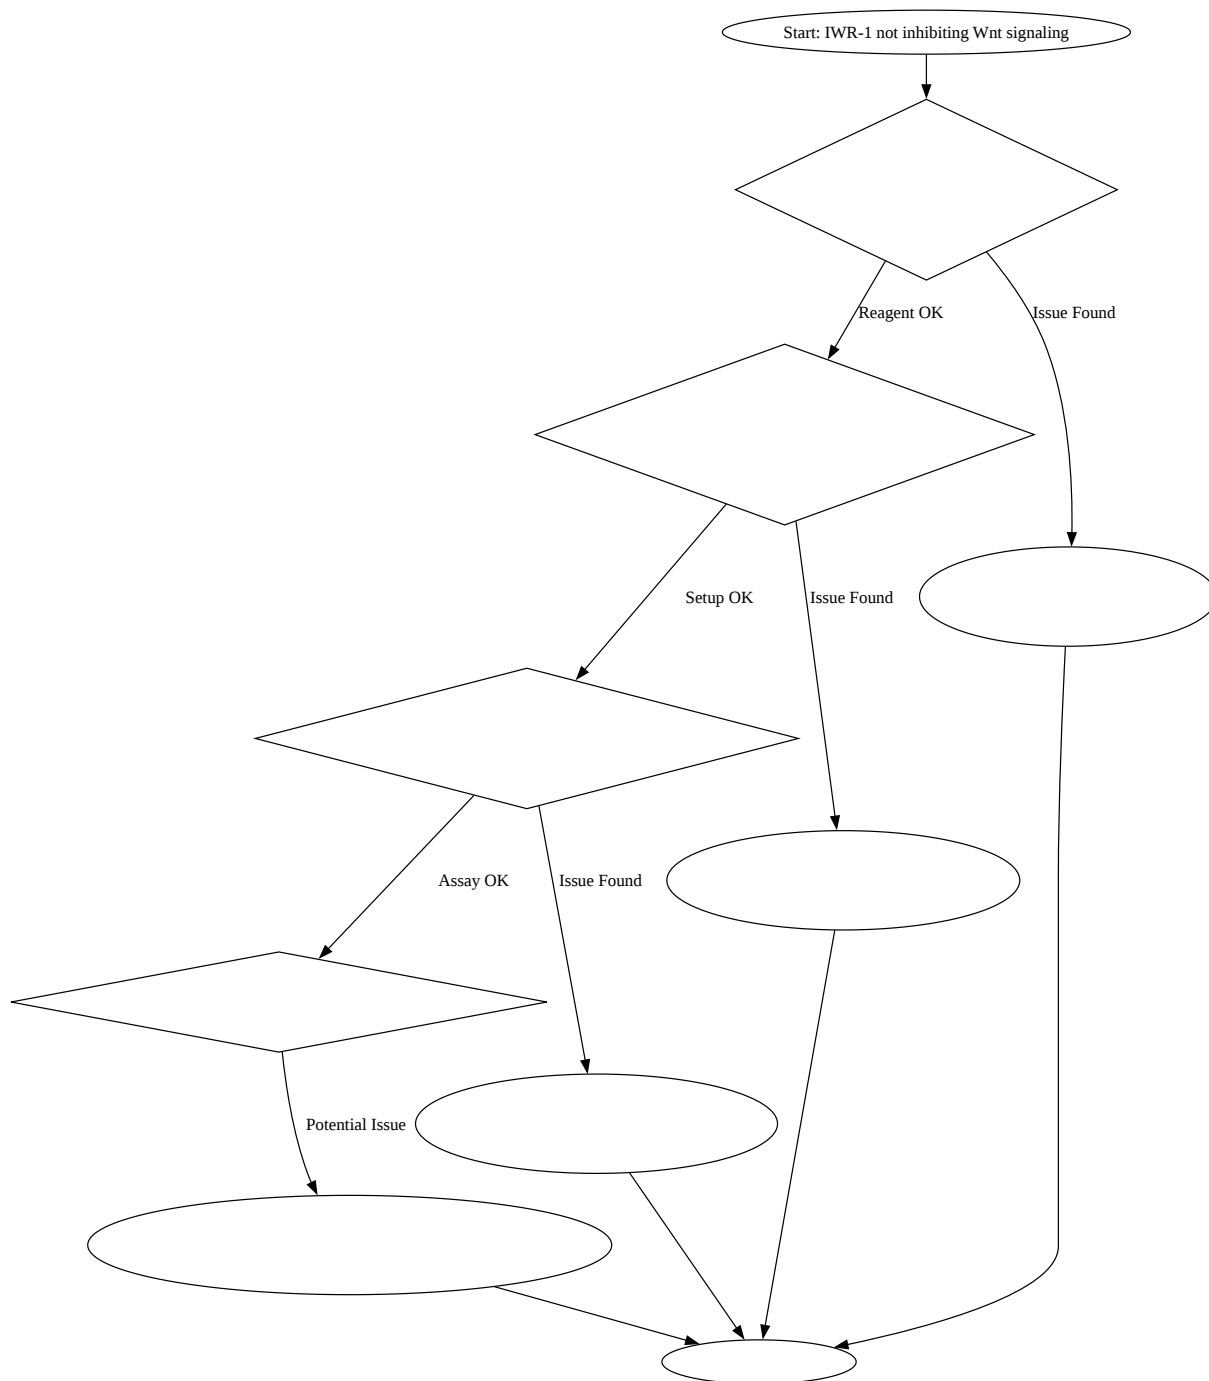 Start: IWR-1 not inhibiting Wnt signaling
Reagent OK
Issue Found
Setup OK
Issue Found
Assay OK
Issue Found
Potential Issue